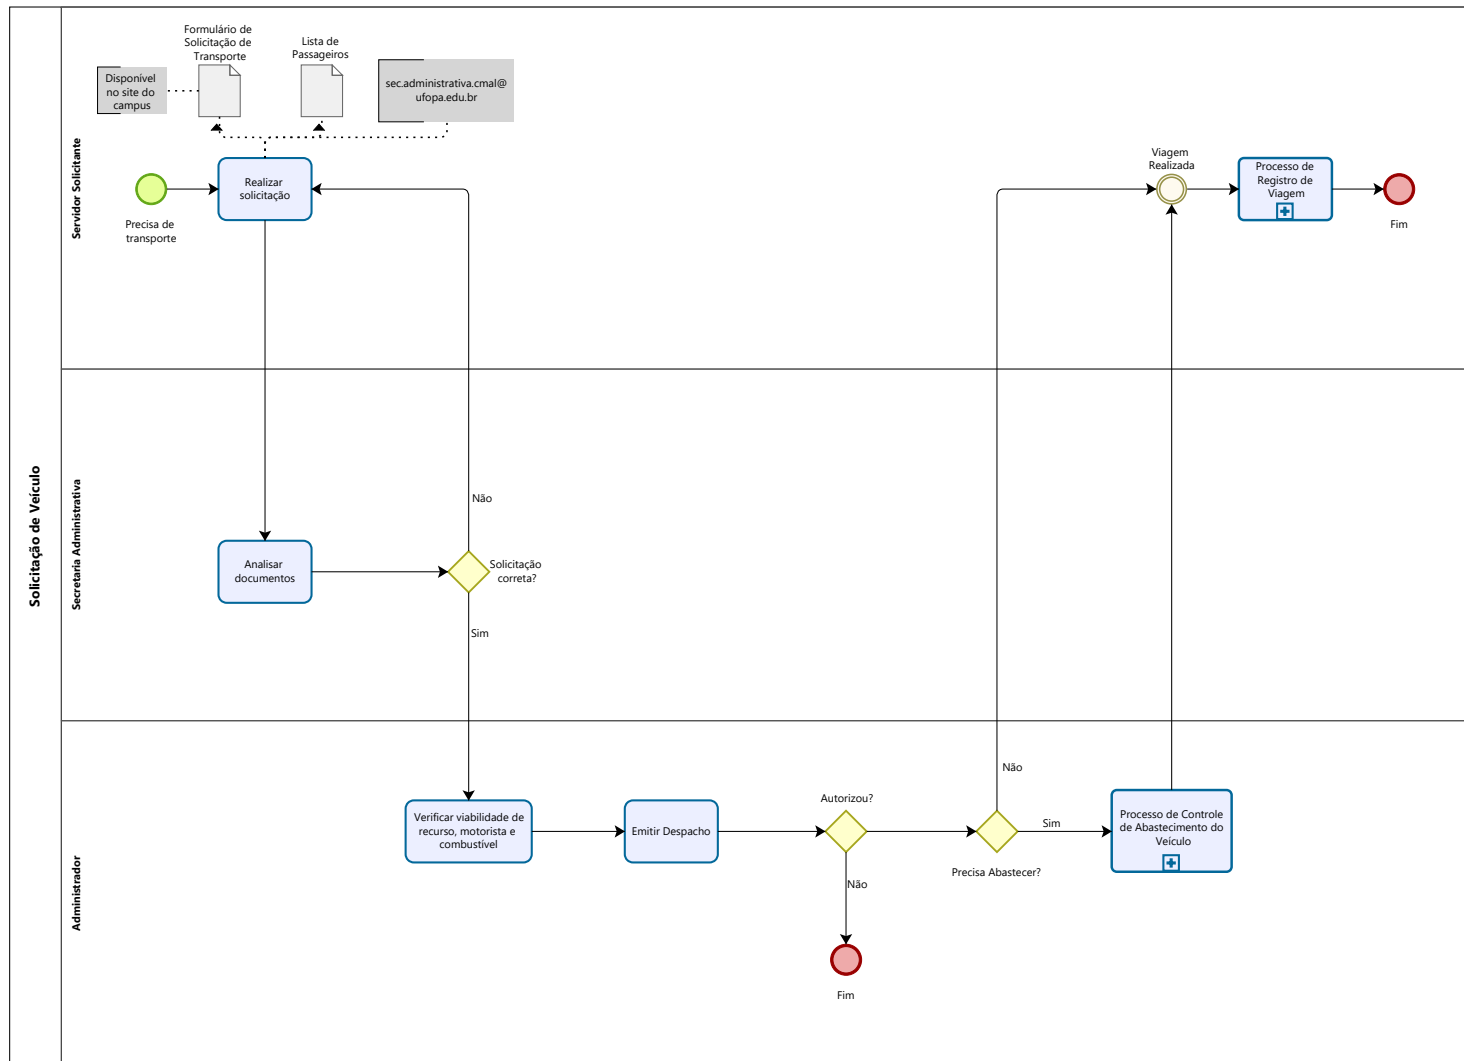 Solicitação de Veículo
Servidor Solicitante
Formulário de
Solicitação de
Transporte
Lista de
Passageiros
Disponível
no site do
campus
sec.administrativa.cmal@
ufopa.edu.br
Precisa de
transporte
Realizar
solicitação
Viagem
Realizada
Processo de
Registro de
Viagem
Fim
Secretaria Administrativa
Não
Analisar
documentos
Solicitação
correta?
Sim
Administrador
Verificar viabilidade de
recurso, motorista e
combustível
Emitir Despacho
Autorizou?
Não
Fim
Não
Precisa Abastecer?
Sim
Processo de Controle
de Abastecimento do
Veículo